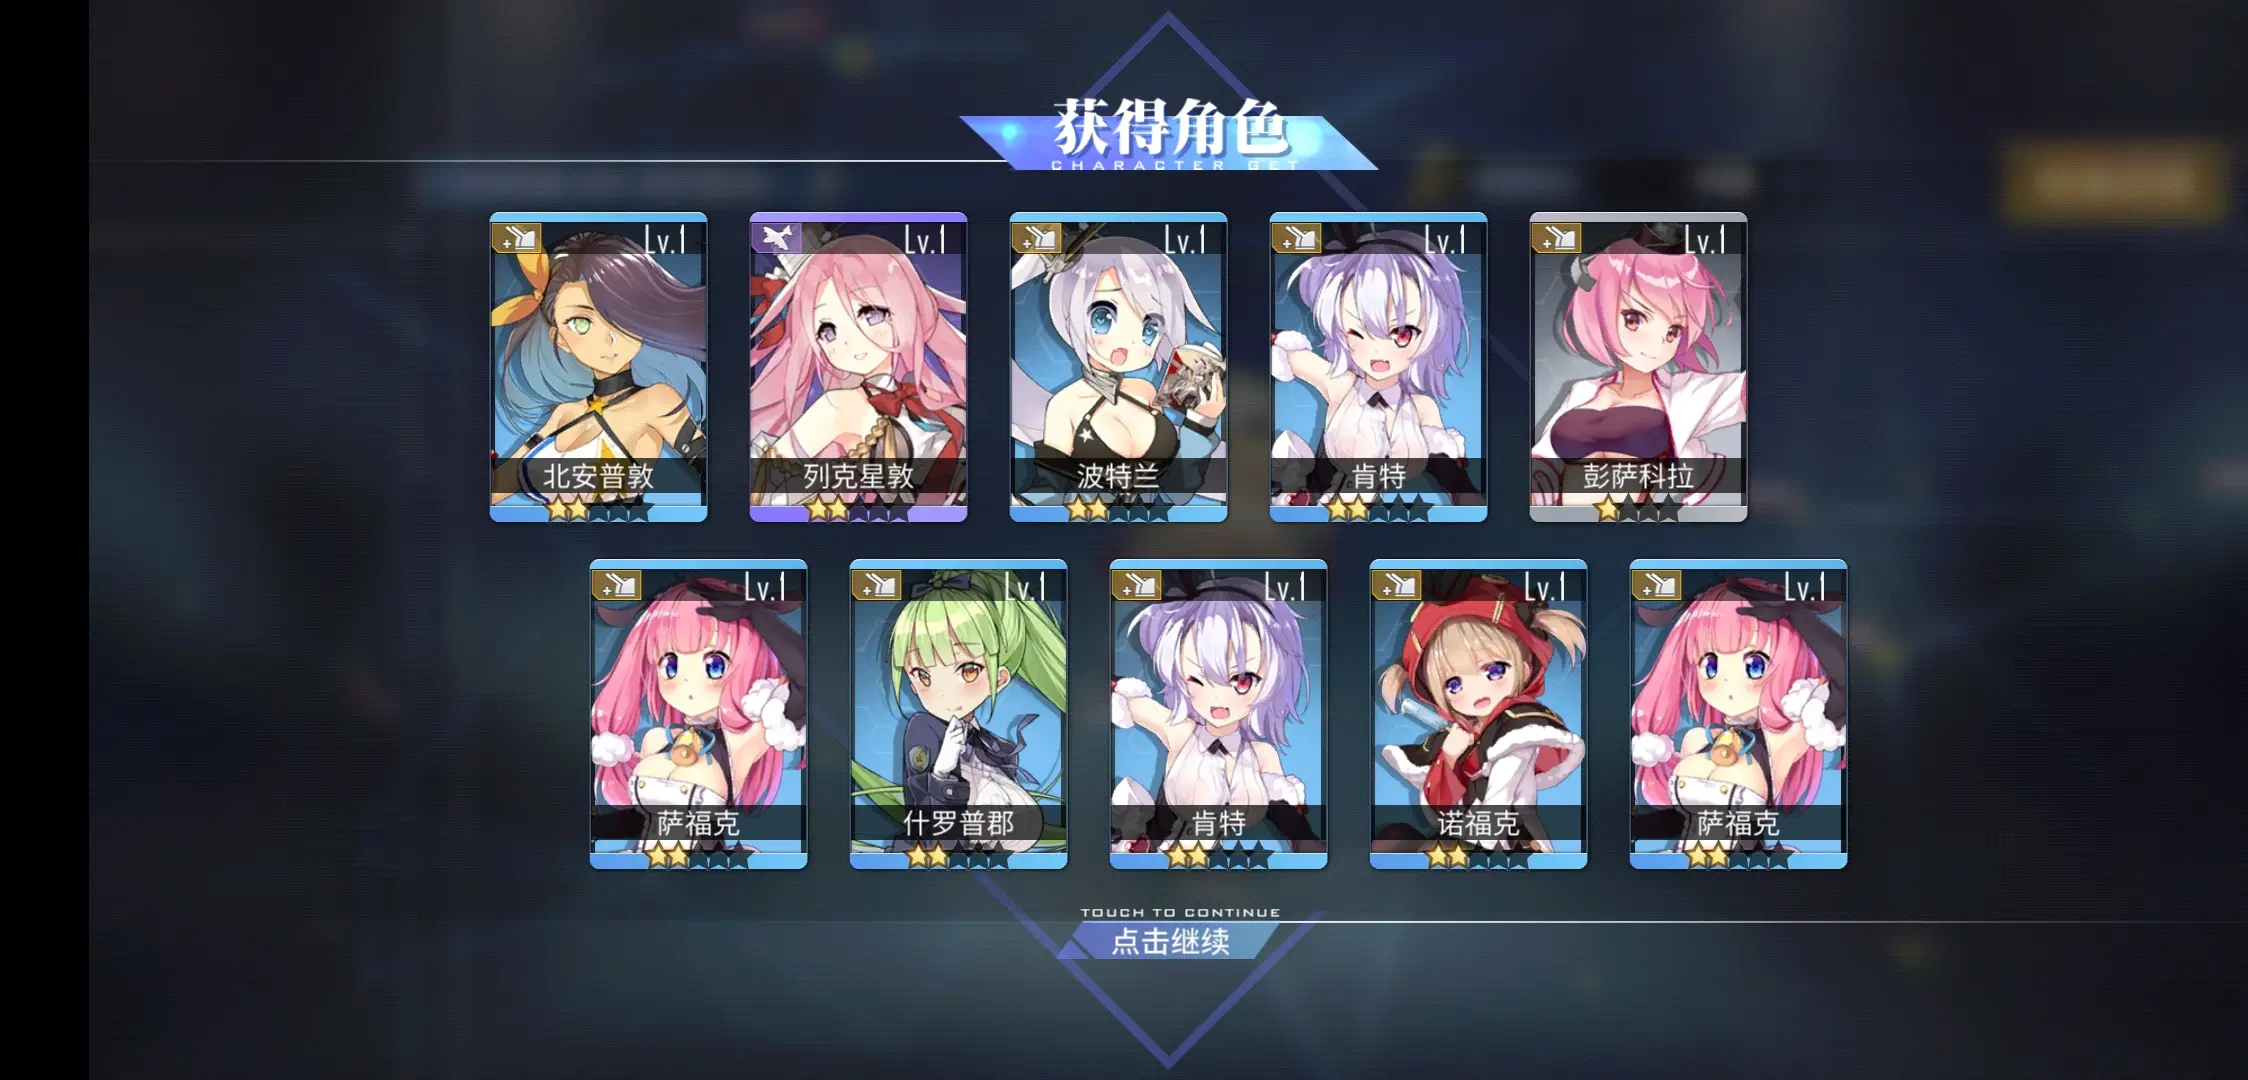 获得角色
CHARACTER GET
Lv.1 Lv.1 Lv.1 Lv.1 Lv.1
北安普敦 列克星敦 波特兰 肯特 彭萨科拉
Lv.1 Lv.1 Lv.1 Lv.1 Lv.1
萨福克 什罗普郡 肯特 诺福克 萨福克
TOUCH TO CONTINUE
点击继续